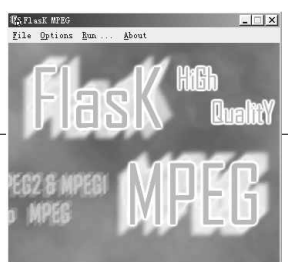 FlasK MPEG
File Options Run ... About
FlasK HiGh
QualitY
PEG2 & MPEG1
o MPEG
MPEG